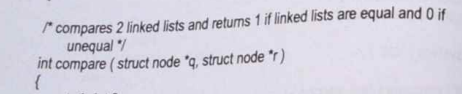 /* compares 2 linked lists and returns 1 if linked lists are equal and 0 if
unequal */
int compare ( struct node *q, struct node *r )
{